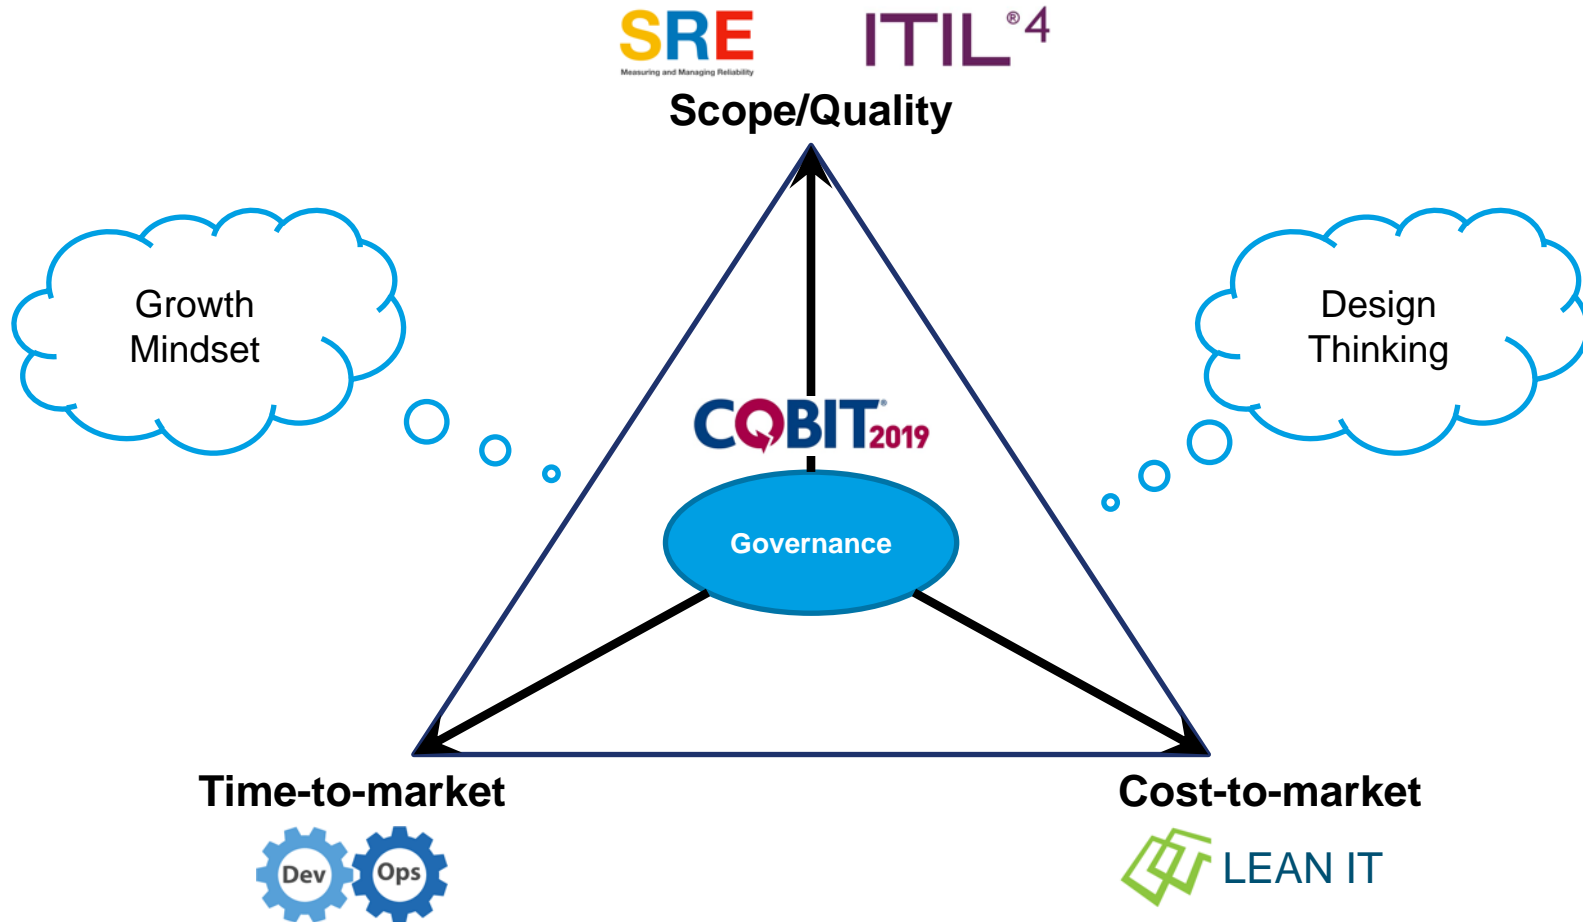 SRE
Measuring and Managing Reliability
ITIL®4
Scope/Quality
Growth
Mindset
Design
Thinking
COBIT® 2019
Governance
Time-to-market
Cost-to-market
Dev
Ops
LEAN IT